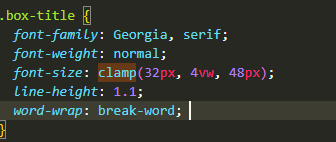 .box-title {
font-family: Georgia, serif;
font-weight: normal;
font-size: clamp(32px, 4vw, 48px);
line-height: 1.1;
word-wrap: break-word;
}